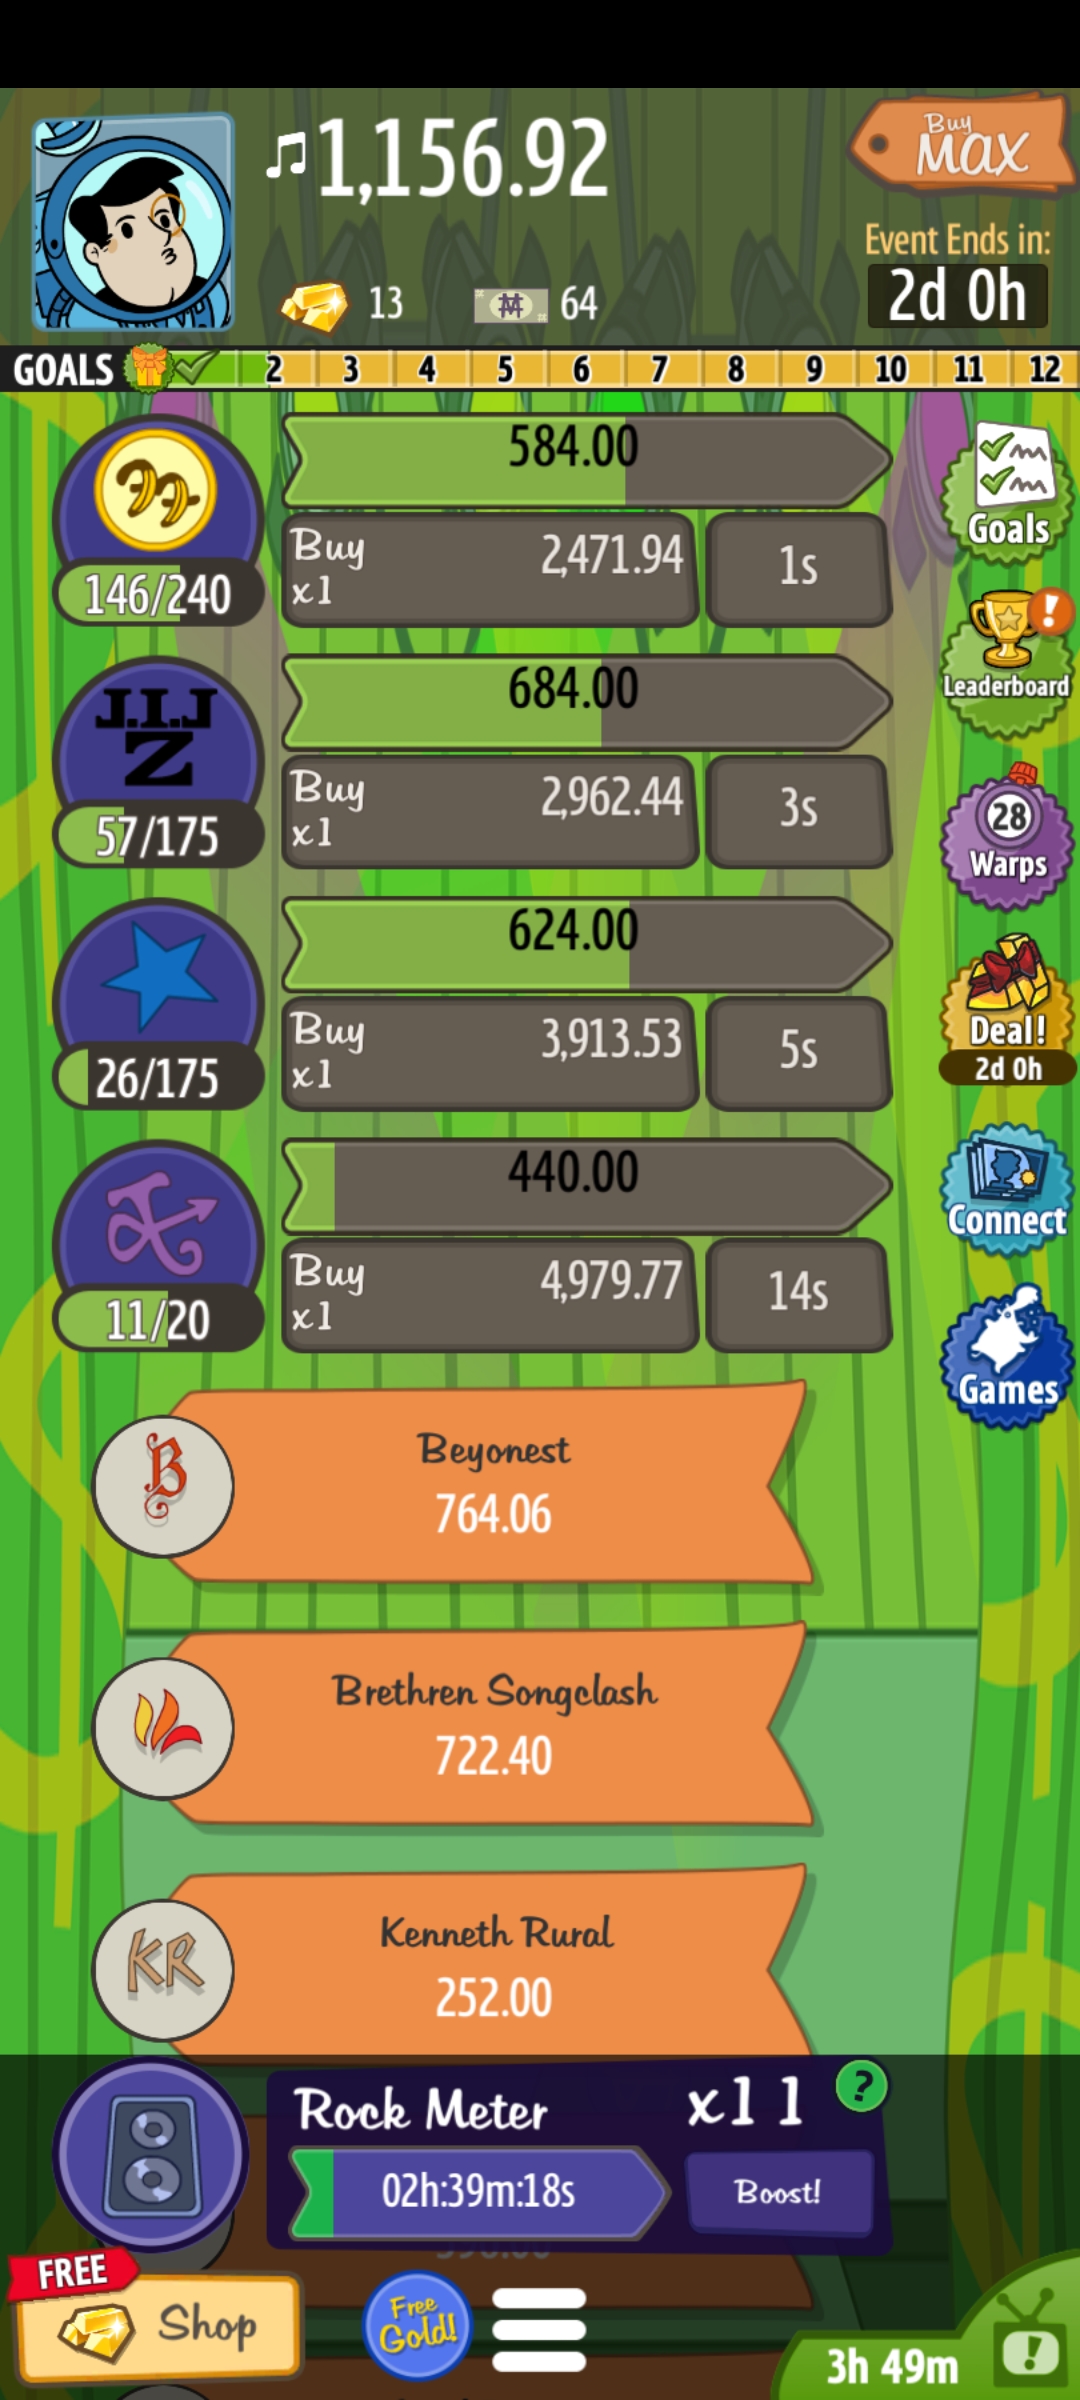 ♫1,156.92
Buy
MAX
Event Ends in:
2d 0h
13
64
GOALS 2 3 4 5 6 7 8 9 10 11 12
584.00
146/240
Buy
x1
2,471.94
1s
Goals
J.I.J
Z
684.00
57/175
Buy
x1
2,962.44
3s
!
Leaderboard
28
Warps
624.00
26/175
Buy
x1
3,913.53
5s
Deal!
2d 0h
440.00
11/20
Buy
x1
4,979.77
14s
Connect
Games
B
Beyonest
764.06
Brethren Songclash
722.40
KR
Kenneth Rural
252.00
Rock Meter
x11
?
02h:39m:18s
Boost!
FREE
Shop
Free
Gold!
3h 49m
!